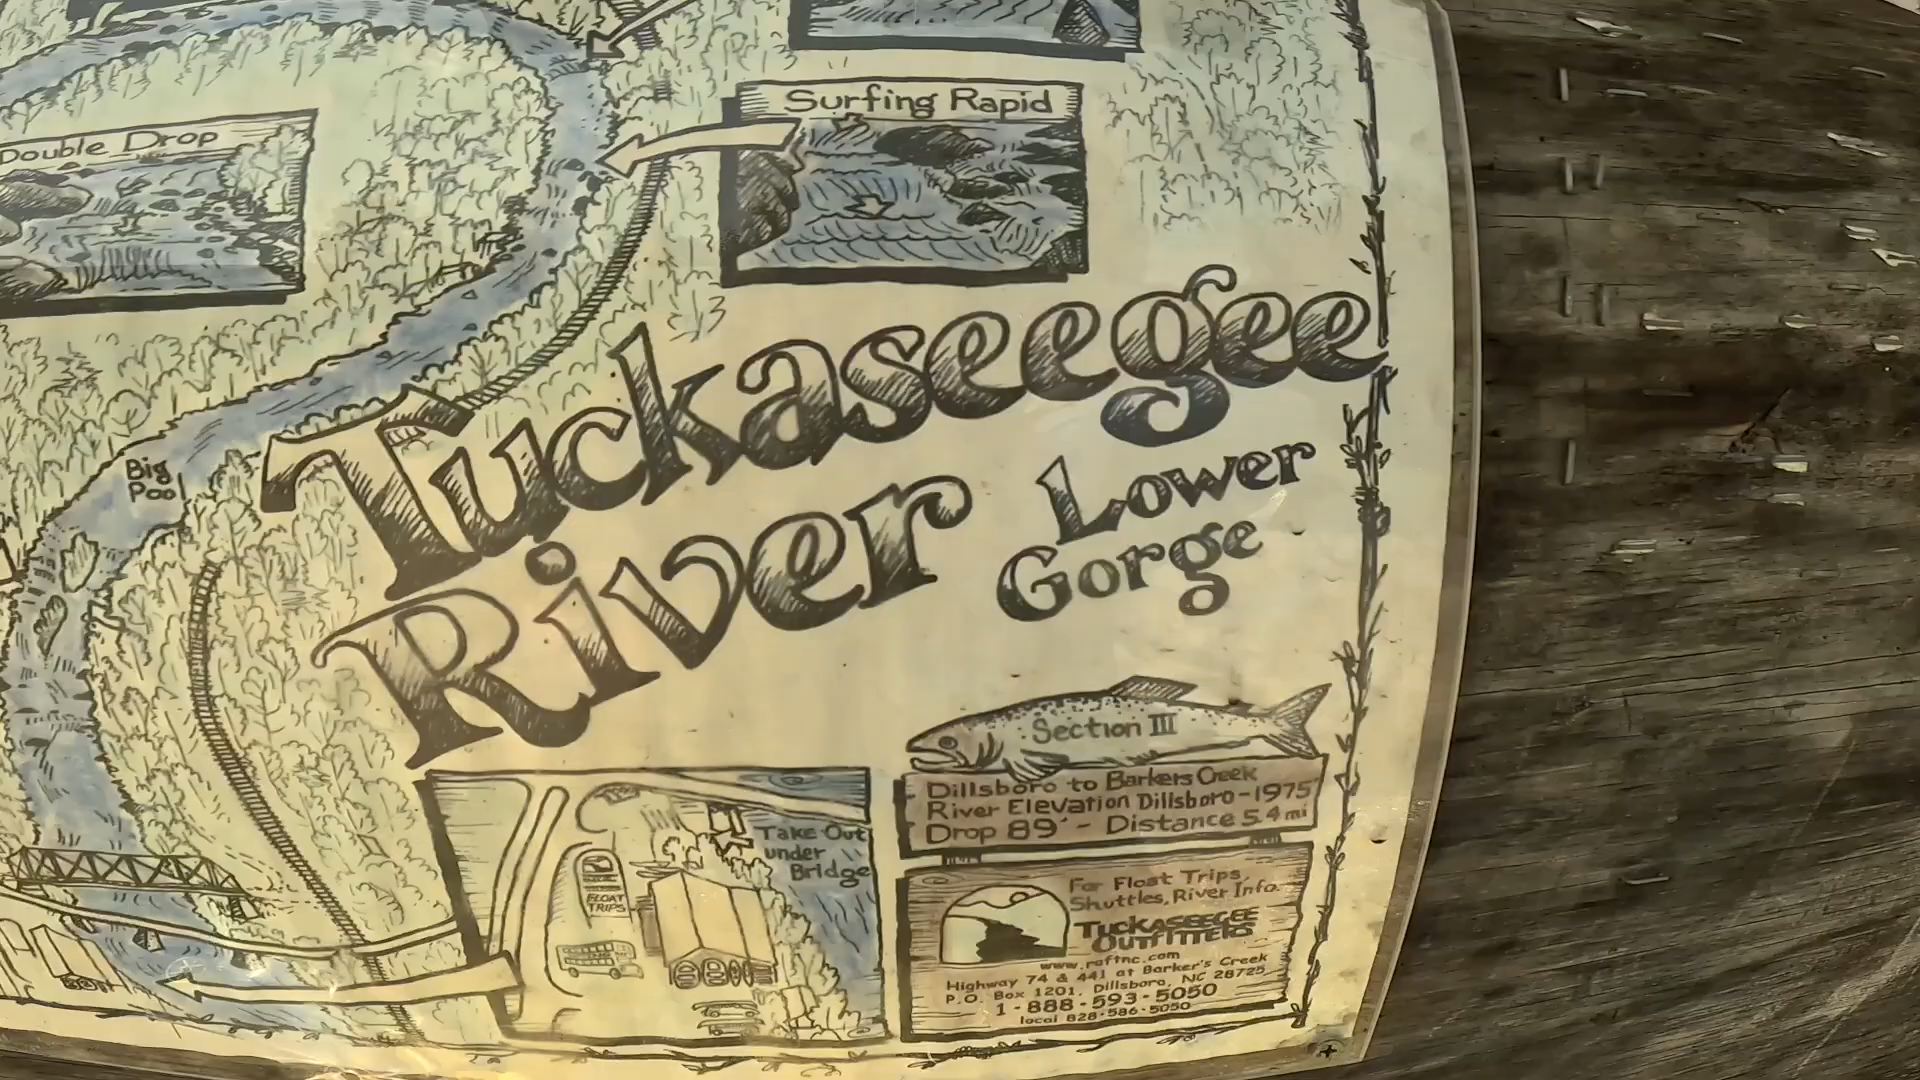 Surfing Rapid
Double Drop
Big
Pool
Tuckaseegee
River
Lower
Gorge
Section III
Dillsboro to Barkers Creek
River Elevation Dillsboro-1975'
Drop 89' - Distance 5.4 mi
Take Out
under
Bridge
FLOAT
TRIPS
For Float Trips,
Shuttles, River Info.
TUCKASEEGEE
OUTFITTERS
www.raftnc.com
Highway 74 & 441 at Barker's Creek
P.O. Box 1201, Dillsboro, NC 28725
1-888-593-5050
local 828-586-5050